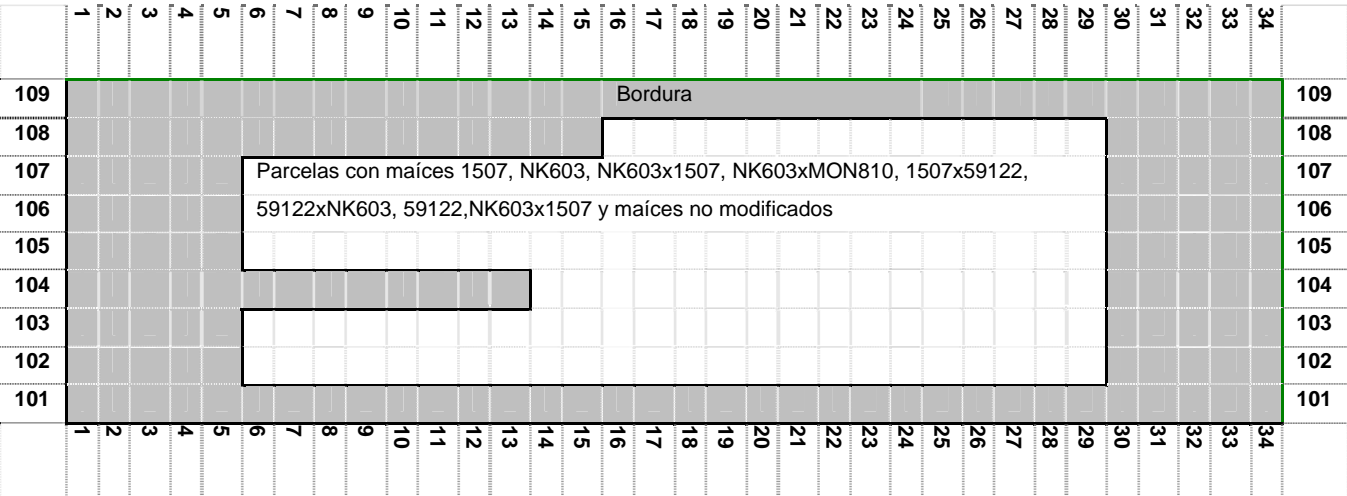 1 2 3 4 5 6 7 8 9 10 11 12 13 14 15 16 17 18 19 20 21 22 23 24 25 26 27 28 29 30 31 32 33 34
109 Bordura 109
108 108
107 Parcelas con maíces 1507, NK603, NK603x1507, NK603xMON810, 1507x59122, 107
106 59122xNK603, 59122,NK603x1507 y maíces no modificados 106
105 105
104 104
103 103
102 102
101 101
1 2 3 4 5 6 7 8 9 10 11 12 13 14 15 16 17 18 19 20 21 22 23 24 25 26 27 28 29 30 31 32 33 34